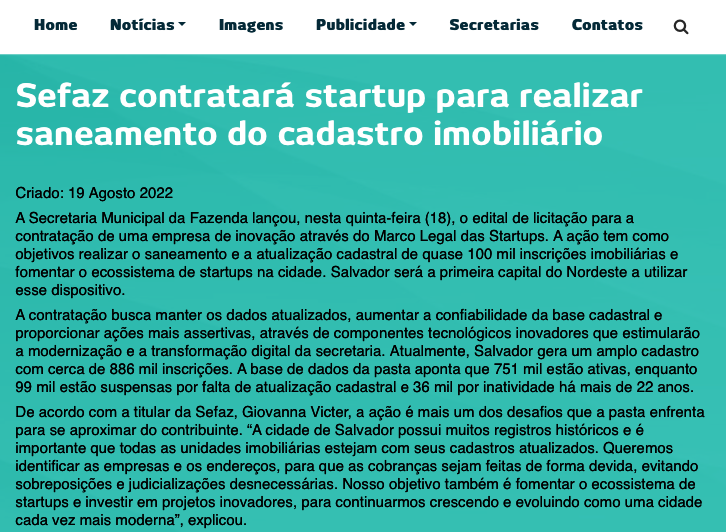 Home Notícias Imagens Publicidade Secretarias Contatos
Sefaz contratará startup para realizar
saneamento do cadastro imobiliário
Criado: 19 Agosto 2022
A Secretaria Municipal da Fazenda lançou, nesta quinta-feira (18), o edital de licitação para a
contratação de uma empresa de inovação através do Marco Legal das Startups. A ação tem como
objetivos realizar o saneamento e a atualização cadastral de quase 100 mil inscrições imobiliárias e
fomentar o ecossistema de startups na cidade. Salvador será a primeira capital do Nordeste a utilizar
esse dispositivo.
A contratação busca manter os dados atualizados, aumentar a confiabilidade da base cadastral e
proporcionar ações mais assertivas, através de componentes tecnológicos inovadores que estimularão
a modernização e a transformação digital da secretaria. Atualmente, Salvador gera um amplo cadastro
com cerca de 886 mil inscrições. A base de dados da pasta aponta que 751 mil estão ativas, enquanto
99 mil estão suspensas por falta de atualização cadastral e 36 mil por inatividade há mais de 22 anos.
De acordo com a titular da Sefaz, Giovanna Victer, a ação é mais um dos desafios que a pasta enfrenta
para se aproximar do contribuinte. “A cidade de Salvador possui muitos registros históricos e é
importante que todas as unidades imobiliárias estejam com seus cadastros atualizados. Queremos
identificar as empresas e os endereços, para que as cobranças sejam feitas de forma devida, evitando
sobreposições e judicializações desnecessárias. Nosso objetivo também é fomentar o ecossistema de
startups e investir em projetos inovadores, para continuarmos crescendo e evoluindo como uma cidade
cada vez mais moderna”, explicou.